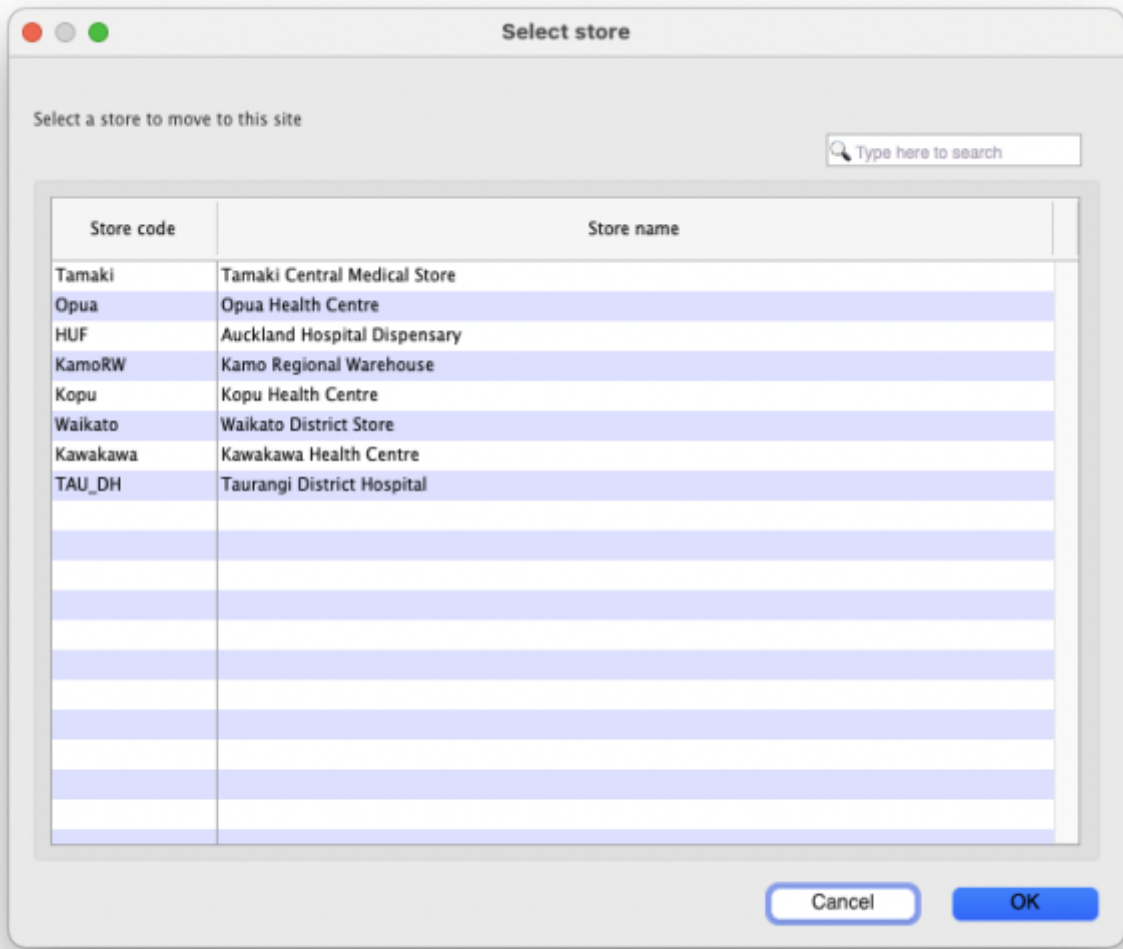 Select store
Select a store to move to this site
Type here to search
Store code Store name
Tamaki Tamaki Central Medical Store
Opua Opua Health Centre
HUF Auckland Hospital Dispensary
KamoRW Kamo Regional Warehouse
Kopu Kopu Health Centre
Waikato Waikato District Store
Kawakawa Kawakawa Health Centre
TAU_DH Taurangi District Hospital
Cancel OK